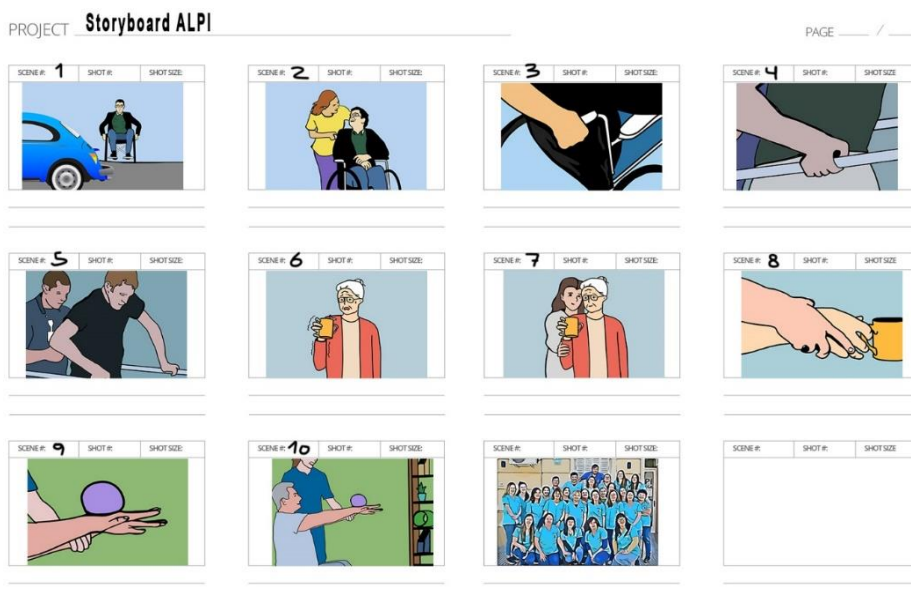 PROJECT Storyboard ALPI
PAGE /
SCENE #: 1 SHOT #: SHOT SIZE:
SCENE #: 2 SHOT #: SHOT SIZE:
SCENE #: 3 SHOT #: SHOT SIZE:
SCENE #: 4 SHOT #: SHOT SIZE
SCENE #: 5 SHOT #: SHOT SIZE:
SCENE #: 6 SHOT #: SHOT SIZE:
SCENE #: 7 SHOT #: SHOT SIZE:
SCENE #: 8 SHOT #: SHOT SIZE
SCENE #: 9 SHOT #: SHOT SIZE:
SCENE #: 10 SHOT #: SHOT SIZE:
SCENE #: SHOT #: SHOT SIZE:
SCENE #: SHOT #: SHOT SIZE